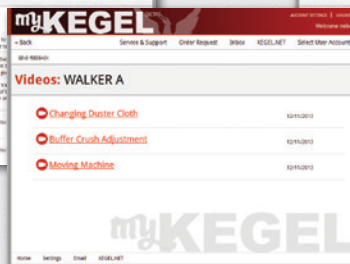 myKEGEL
ACCOUNT SETTINGS | 
Welcome
« Back Service & Support Order Request Inbox KEGEL.NET Select User Account
SEND FEEDBACK
Videos: WALKER A
Changing Duster Cloth 12/11/2013
Buffer Crush Adjustment 12/11/2013
Moving Machine 12/11/2013
myKEGEL
Home Settings Email KEGEL.NET